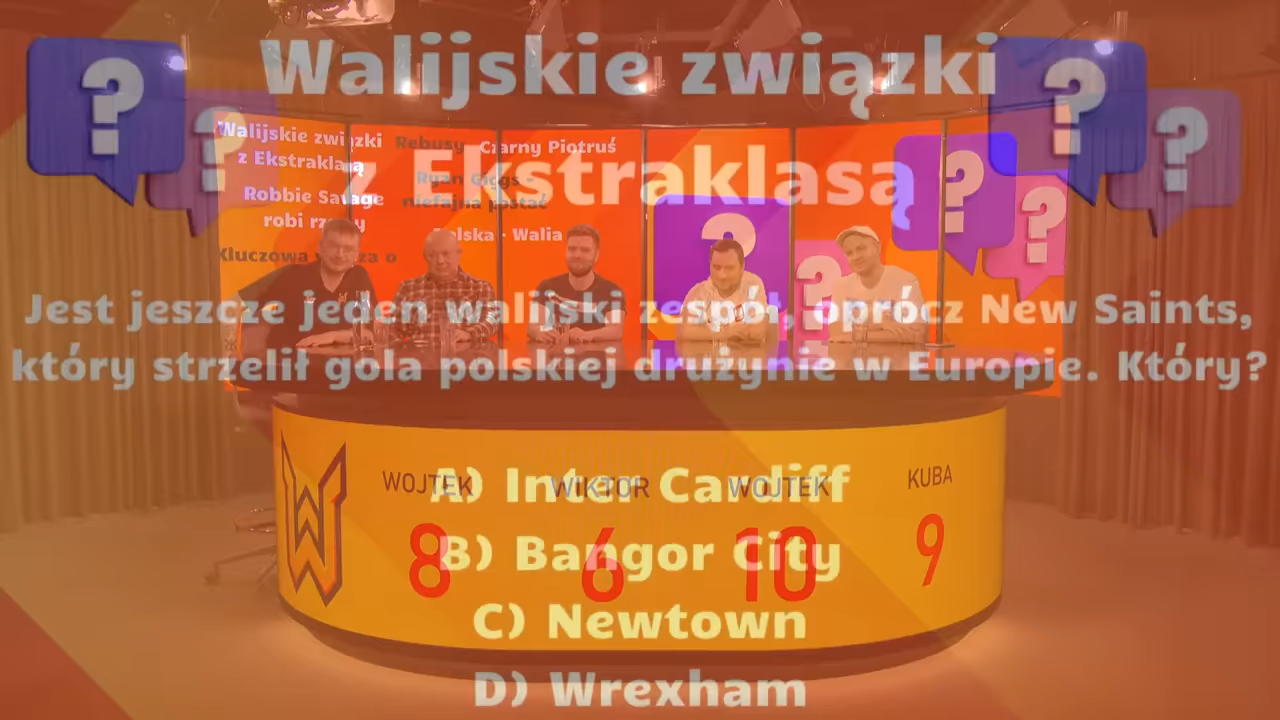 Walijskie związki
z Ekstraklasą
Jest jeszcze jeden walijski zespół, oprócz New Saints,
który strzelił gola polskiej drużynie w Europie. Który?
A) Inter Cardiff
B) Bangor City
C) Newtown
D) Wrexham
Walijskie związki
z Ekstraklasą
Robbie Savage
robi rzeczy
Kluczowa o
Rebusy
Czarny Piotruś
Ryan Giggs -
niefajna postać
Polska - Walia
WOJTEK
WIKTOR
WOJTEK
KUBA
8
6
10
9